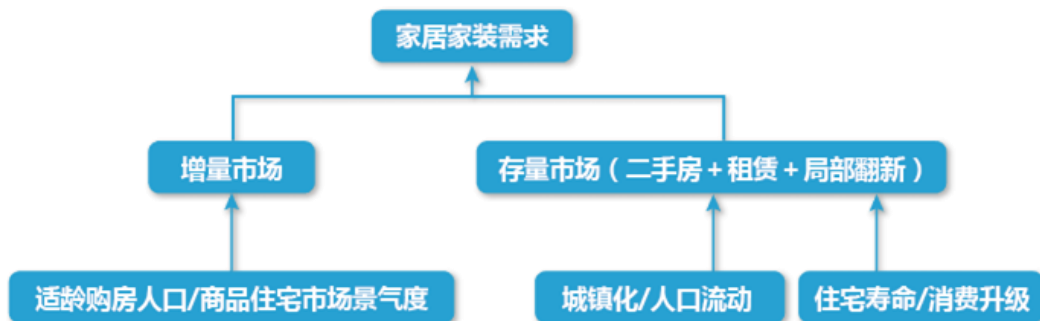 家居家装需求
增量市场
存量市场（二手房＋租赁＋局部翻新）
适龄购房人口/商品住宅市场景气度
城镇化/人口流动
住宅寿命/消费升级